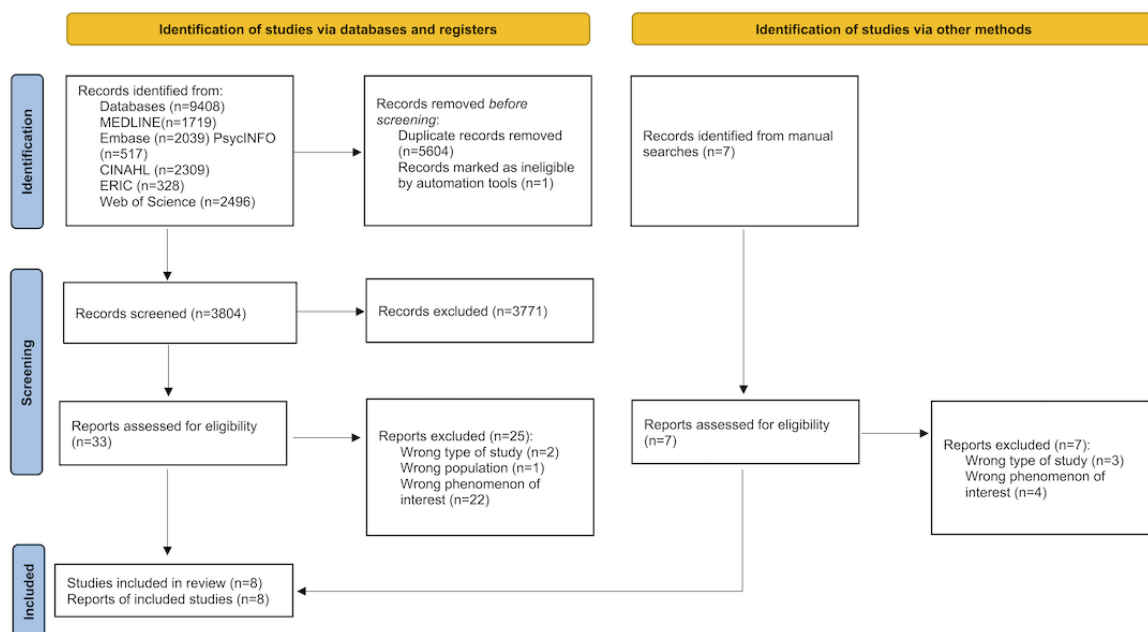 Identification of studies via databases and registers
Identification of studies via other methods
Identification
Records identified from:
Databases (n=9408)
MEDLINE(n=1719)
Embase (n=2039) PsycINFO
(n=517)
CINAHL (n=2309)
ERIC (n=328)
Web of Science (n=2496)
Records removed before
screening:
Duplicate records removed
(n=5604)
Records marked as ineligible
by automation tools (n=1)
Records identified from manual
searches (n=7)
Screening
Records screened (n=3804)
Records excluded (n=3771)
Reports assessed for eligibility
(n=33)
Reports excluded (n=25):
Wrong type of study (n=2)
Wrong population (n=1)
Wrong phenomenon of
interest (n=22)
Reports assessed for eligibility
(n=7)
Reports excluded (n=7):
Wrong type of study (n=3)
Wrong phenomenon of
interest (n=4)
Included
Studies included in review (n=8)
Reports of included studies (n=8)